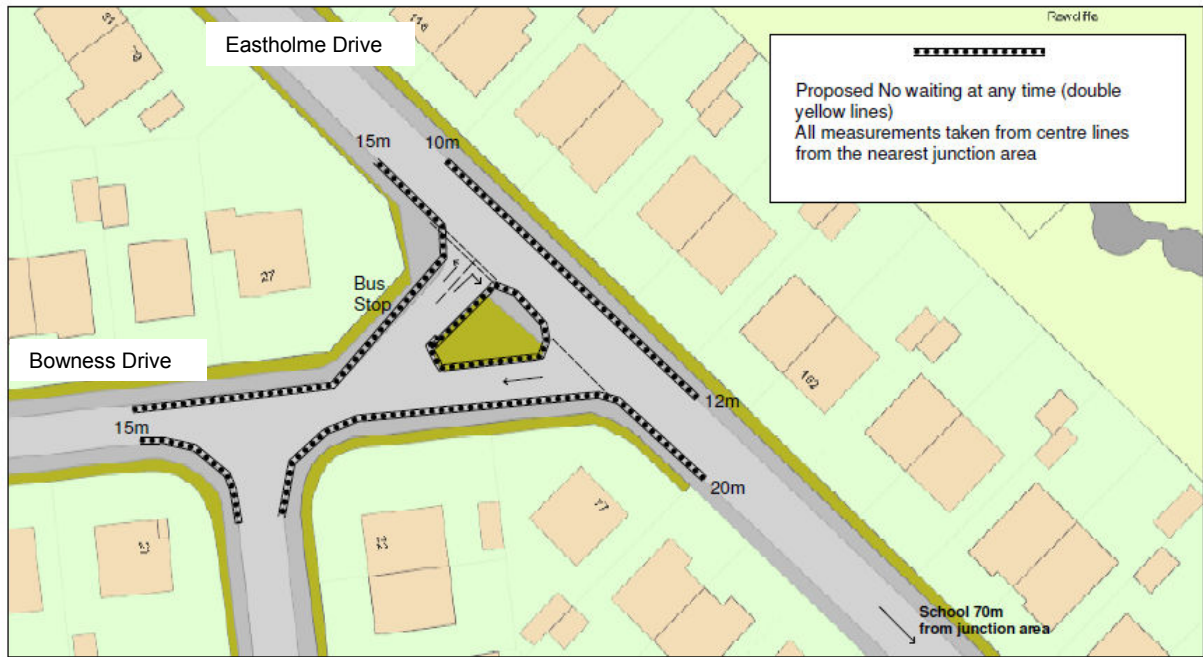 Rawcliffe
Eastholme Drive
116
Proposed No waiting at any time (double
yellow lines)
All measurements taken from centre lines
from the nearest junction area
15m
10m
27
Bus
Stop
Bowness Drive
162
12m
15m
20m
School 70m
from junction area